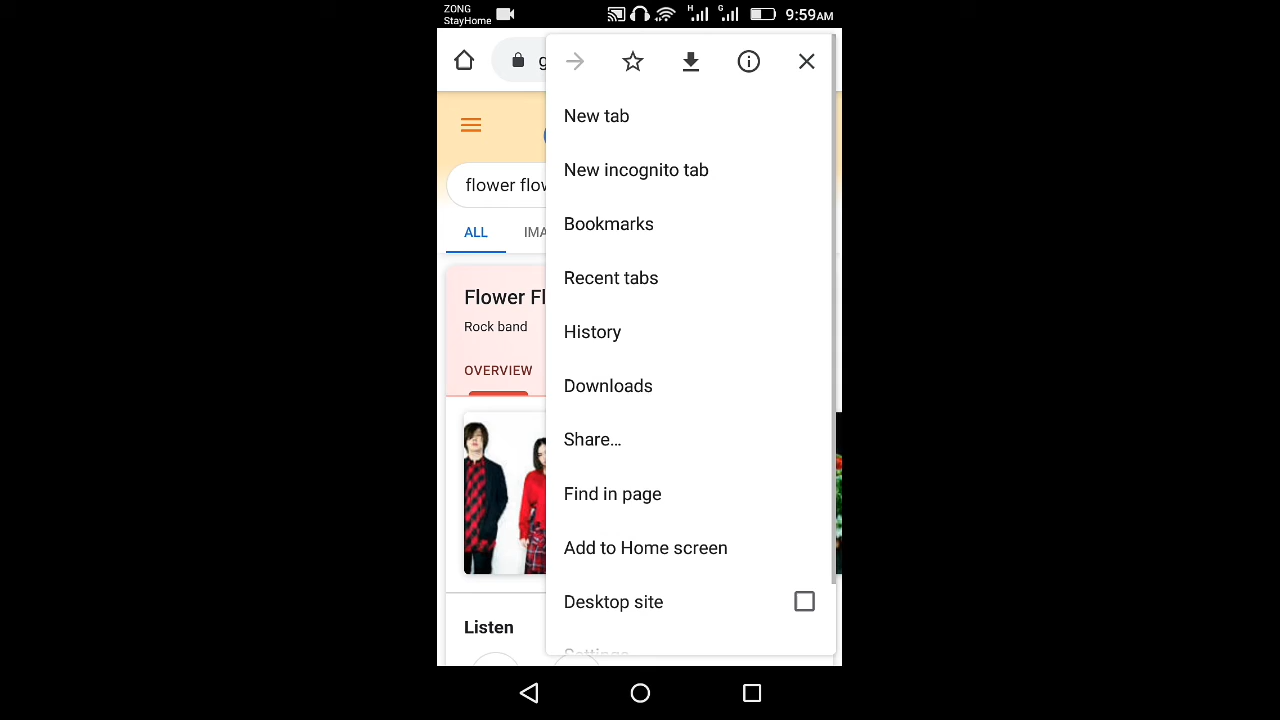 ZONG
StayHome
H
G
9:59AM
g
New tab
New incognito tab
Bookmarks
Recent tabs
History
Downloads
Share...
Find in page
Add to Home screen
Desktop site
Settings
flower flow
ALL IMA
Flower Fl
Rock band
OVERVIEW
Listen